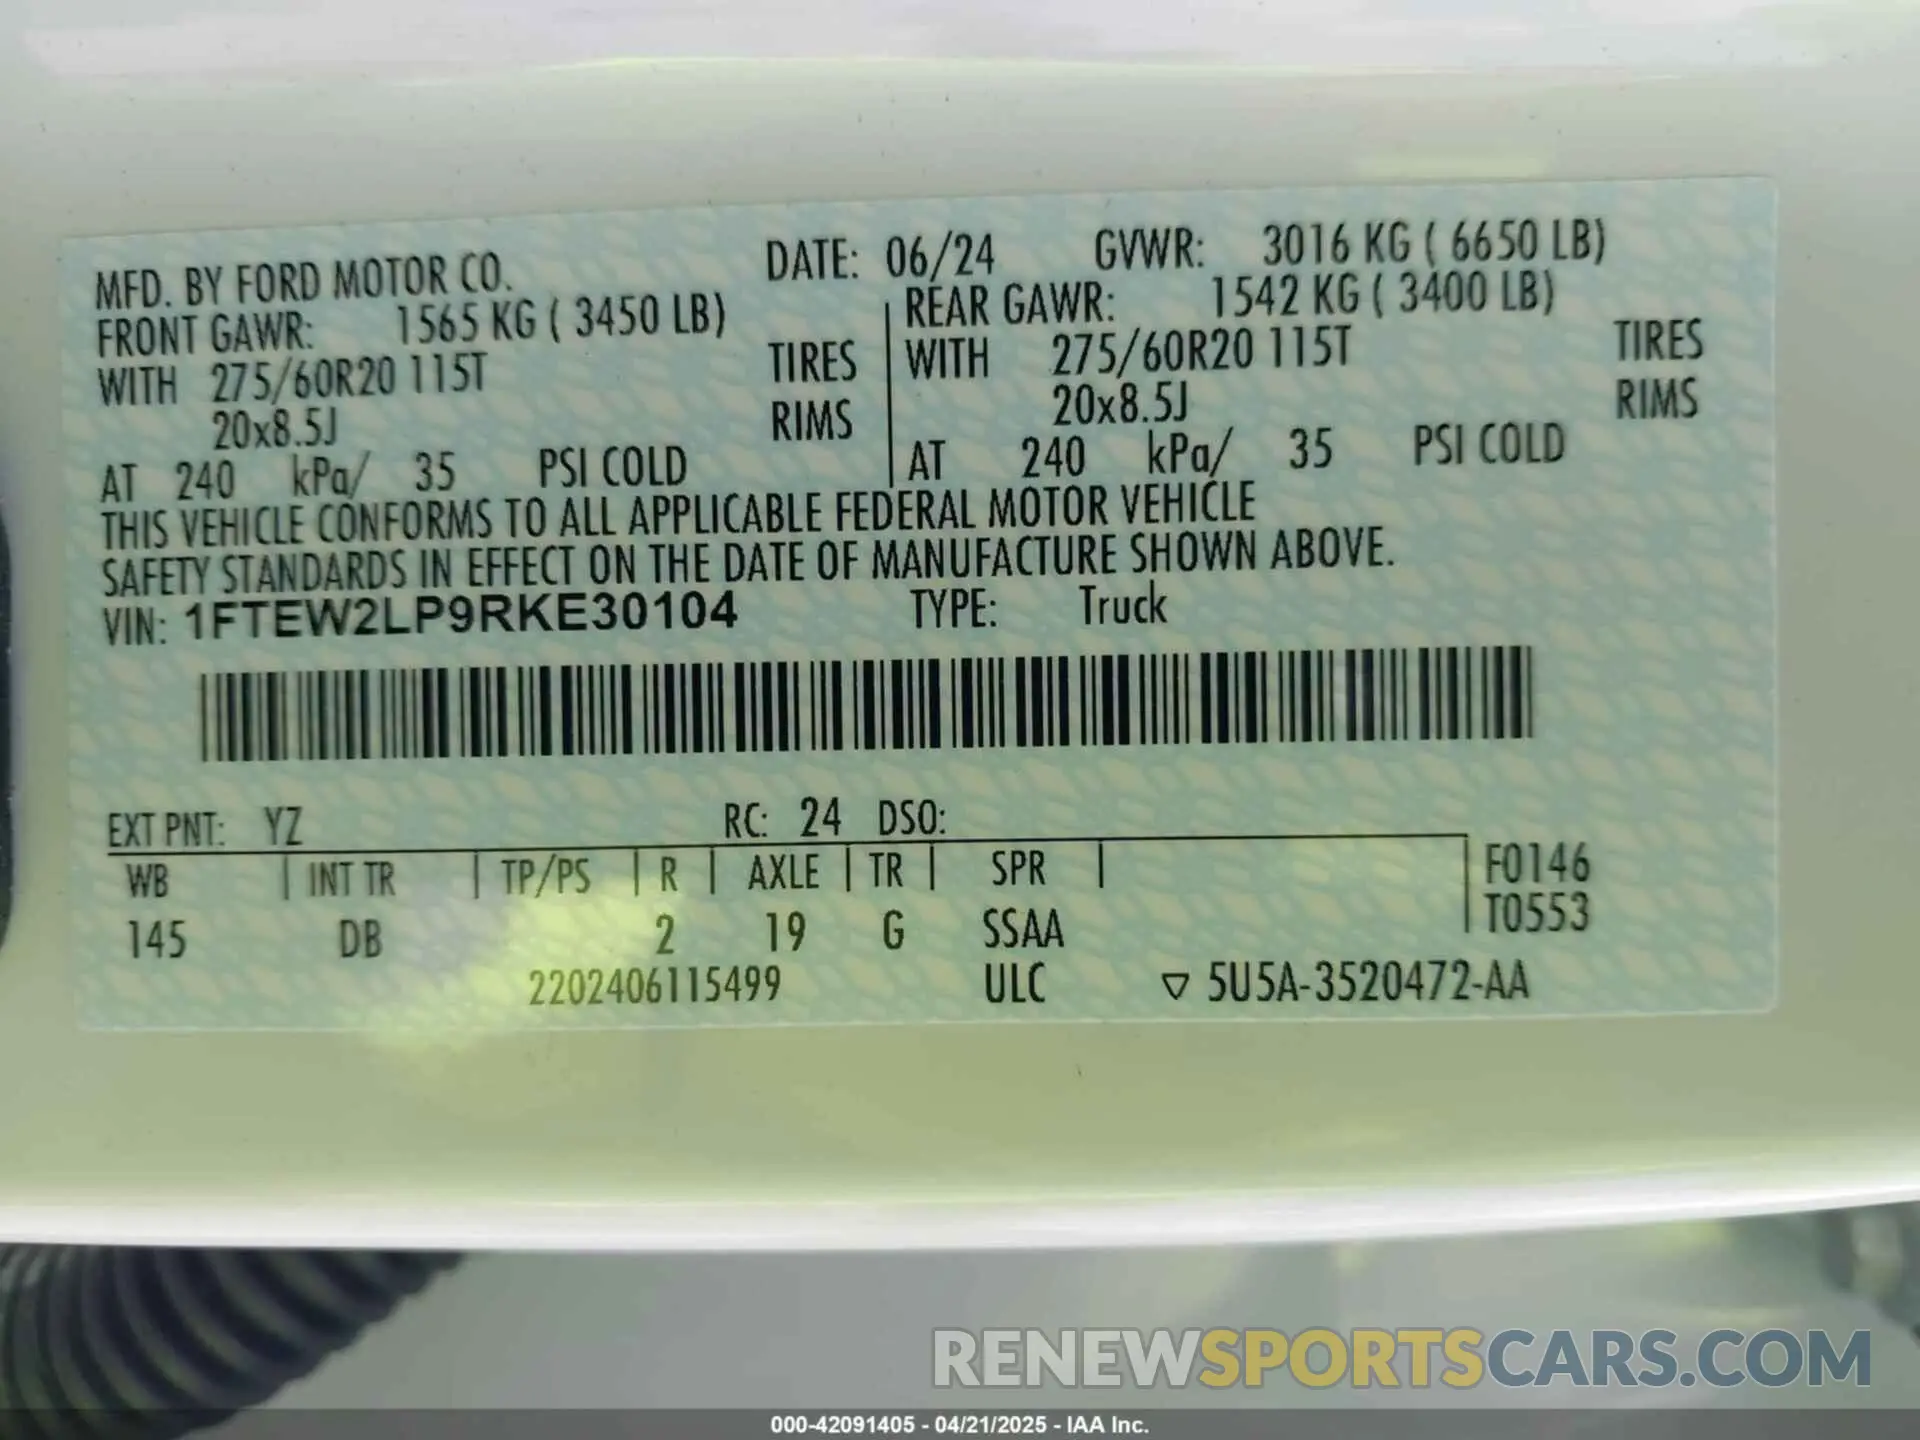 MFD. BY FORD MOTOR CO. DATE: 06/24 GVWR: 3016 KG ( 6650 LB)
FRONT GAWR: 1565 KG ( 3450 LB) REAR GAWR: 1542 KG ( 3400 LB)
WITH 275/60R20 115T TIRES WITH 275/60R20 115T TIRES
20x8.5J RIMS 20x8.5J RIMS
AT 240 kPa/ 35 PSI COLD AT 240 kPa/ 35 PSI COLD
THIS VEHICLE CONFORMS TO ALL APPLICABLE FEDERAL MOTOR VEHICLE
SAFETY STANDARDS IN EFFECT ON THE DATE OF MANUFACTURE SHOWN ABOVE.
VIN: 1FTEW2LP9RKE30104 TYPE: Truck
EXT PNT: YZ RC: 24 DSO:
WB INT TR TP/PS R AXLE TR SPR F0146
145 DB 2 19 G SSAA T0553
2202406115499 ULC 5U5A-3520472-AA
RENEWSPORTSCARS.COM
000-42091405 - 04/21/2025 - IAA Inc.